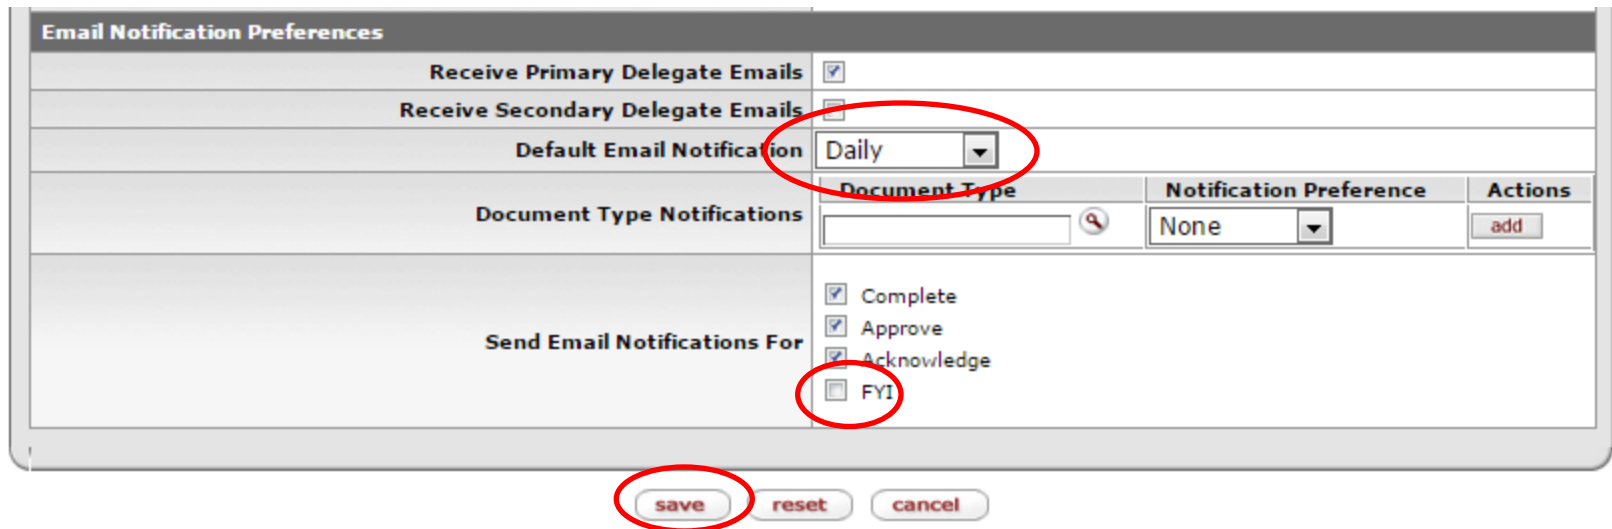 Email Notification Preferences
Receive Primary Delegate Emails
Receive Secondary Delegate Emails
Default Email Notification Daily
Document Type Notification Preference Actions
Document Type Notifications None add
Complete
Approve
Send Email Notifications For
Acknowledge
FYI
save reset cancel